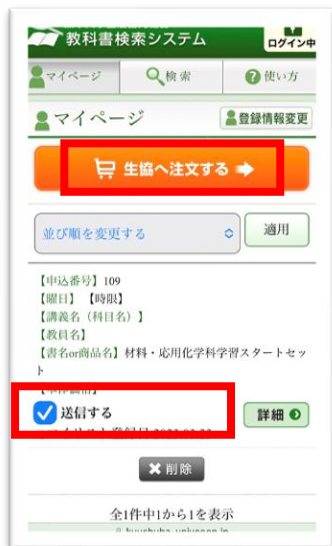 教科書検索システム
ログイン中
マイページ
検索
使い方
マイページ
登録情報変更
生協へ注文する
並び順を変更する
適用
【申込番号】109
【曜日】【時限】
【講義名（科目名）】
【教員名】
【書名or商品名】材料・応用化学科学習スタートセッ
ト
送信する
詳細
削除
全1件中1から1を表示